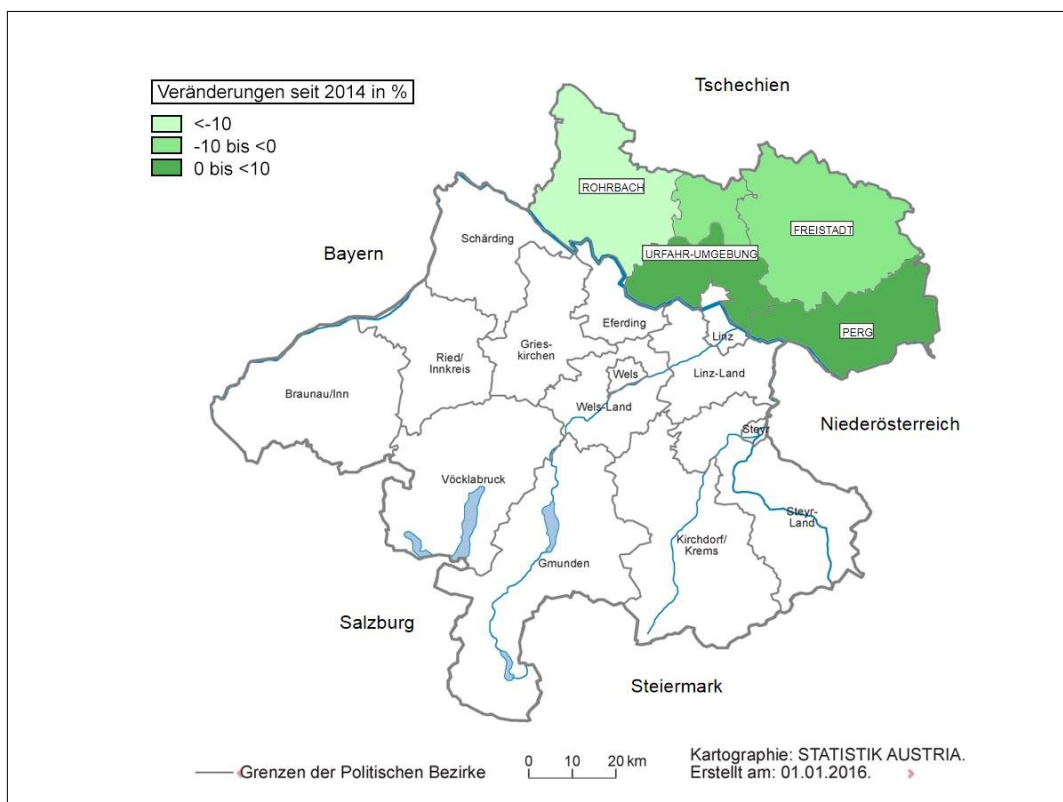 Tschechien
Veränderungen seit 2014 in %
<-10
-10 bis <0
0 bis <10
ROHRBACH
FREISTADT
Schärding
Bayern
URFAHR-UMGEBUNG
Eferding
Linz
PERG
Gries-
kirchen
Ried/
Innkreis
Wels
Linz-Land
Braunau/Inn
Wels-Land
Niederösterreich
Steyr
Vöcklabruck
Steyr-
Land
Kirchdorf/
Krems
Gmunden
Salzburg
Steiermark
Grenzen der Politischen Bezirke
0 10 20 km
Kartographie: STATISTIK AUSTRIA.
Erstellt am: 01.01.2016.